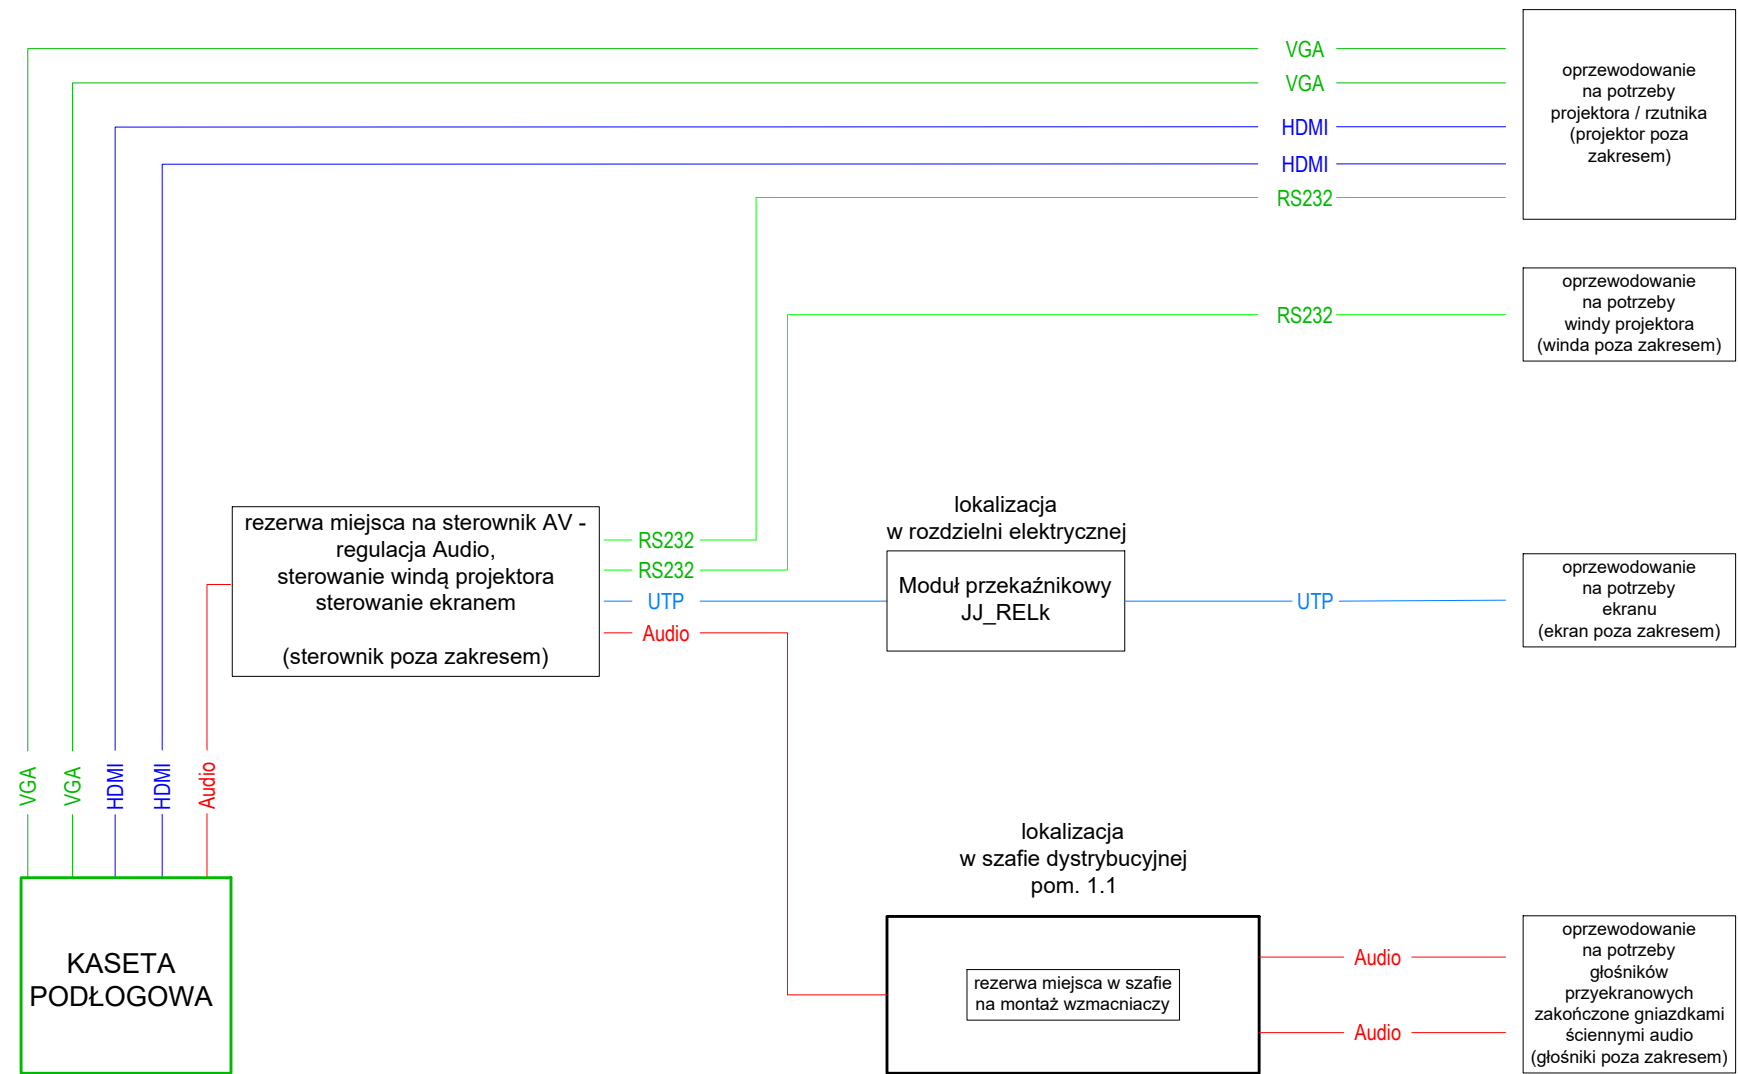 VGA
VGA
HDMI
HDMI
RS232
oprzewodowanie
na potrzeby
projektora / rzutnika
(projektor poza
zakresem)
RS232
oprzewodowanie
na potrzeby
windy projektora
(winda poza zakresem)
rezerwa miejsca na sterownik AV -
regulacja Audio,
sterowanie windą projektora
sterowanie ekranem
(sterownik poza zakresem)
RS232
RS232
UTP
Audio
lokalizacja
w rozdzielni elektrycznej
Moduł przekaźnikowy
JJ_RELk
UTP
oprzewodowanie
na potrzeby
ekranu
(ekran poza zakresem)
VGA
VGA
HDMI
HDMI
Audio
KASETA
PODŁOGOWA
lokalizacja
w szafie dystrybucyjnej
pom. 1.1
rezerwa miejsca w szafie
na montaż wzmacniaczy
Audio
Audio
oprzewodowanie
na potrzeby
głośników
przyekranowych
zakończone gniazdkami
ściennymi audio
(głośniki poza zakresem)